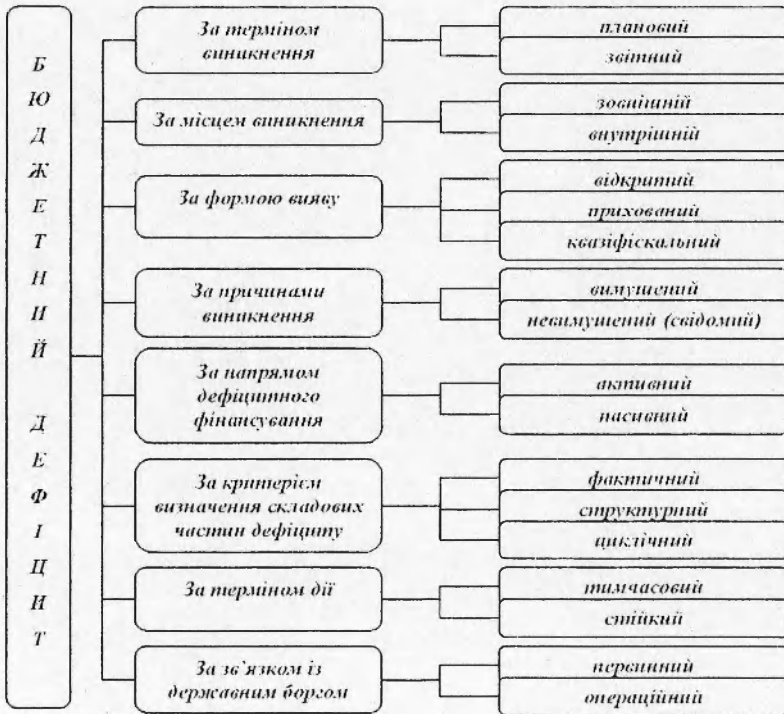 БЮДЖЕТНИЙ ДЕФІЦИТ
За терміном
виникнення
плановий
звітний
За місцем виникнення
зовнішній
внутрішній
За формою вияву
відкритий
прихований
квазіфіскальний
За причинами
виникнення
вимушений
невимушений (свідомий)
За напрямом
дефіцитного
фінансування
активний
пасивний
За критерієм
визначення складових
частин дефіциту
фактичний
структурний
циклічний
За терміном дії
тимчасовий
стійкий
За зв`язком із
державним боргом
первинний
операційний